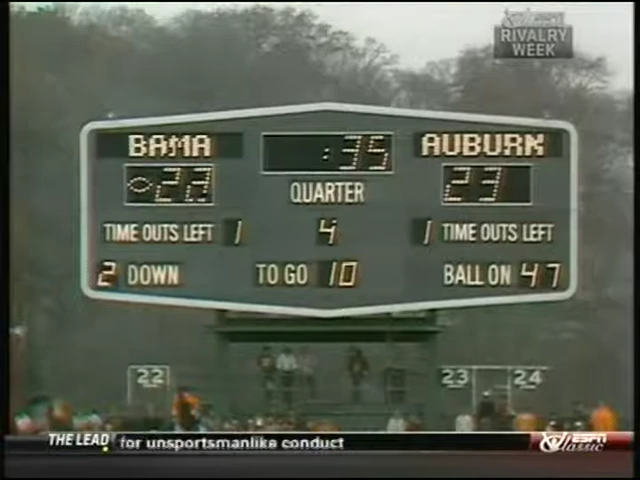 RIVALRY
WEEK
BAMA :35 AUBURN
22 23
QUARTER
TIME OUTS LEFT 1 4 1 TIME OUTS LEFT
2 DOWN TO GO 10 BALL ON 47
22 23 24
THE LEAD for unsportsmanlike conduct ESPN
Classic